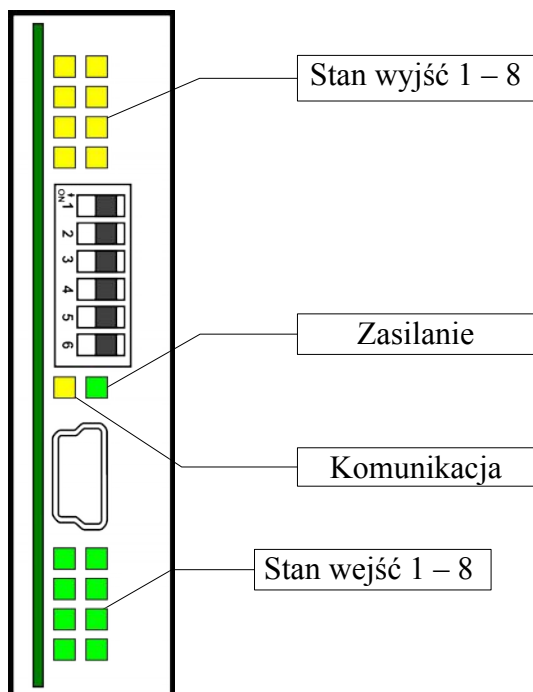 Stan wyjść 1 – 8
ON
1
2
3
4
5
6
Zasilanie
Komunikacja
Stan wejść 1 – 8